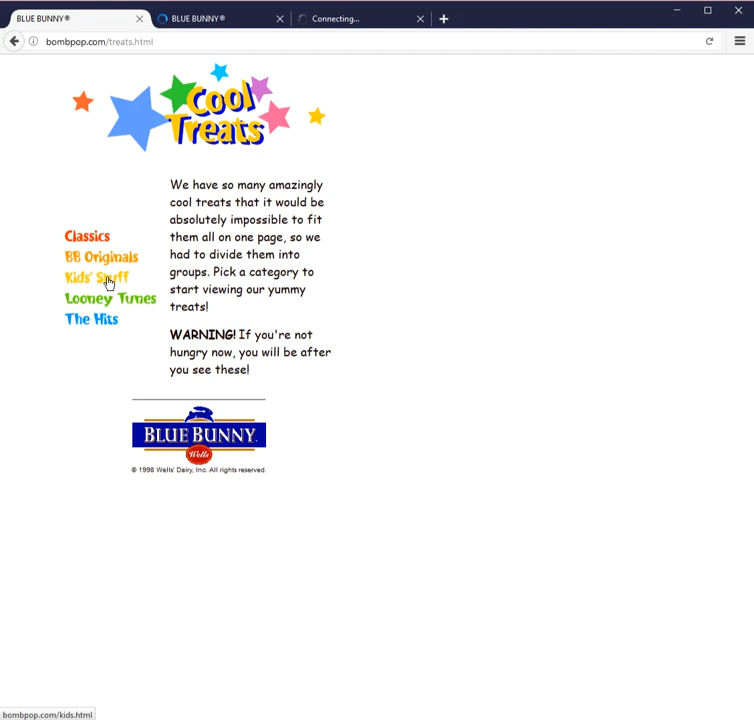 BLUE BUNNY®
BLUE BUNNY®
Connecting...
bombpop.com/treats.html
Cool
Treats
We have so many amazingly
cool treats that it would be
absolutely impossible to fit
them all on one page, so we
had to divide them into
groups. Pick a category to
start viewing our yummy
treats!
WARNING! If you're not
hungry now, you will be after
you see these!
Classics
BB Originals
Kids' Stuff
Looney Tunes
The Hits
BLUE BUNNY
Wells
© 1998 Wells' Dairy, Inc. All rights reserved.
bombpop.com/kids.html